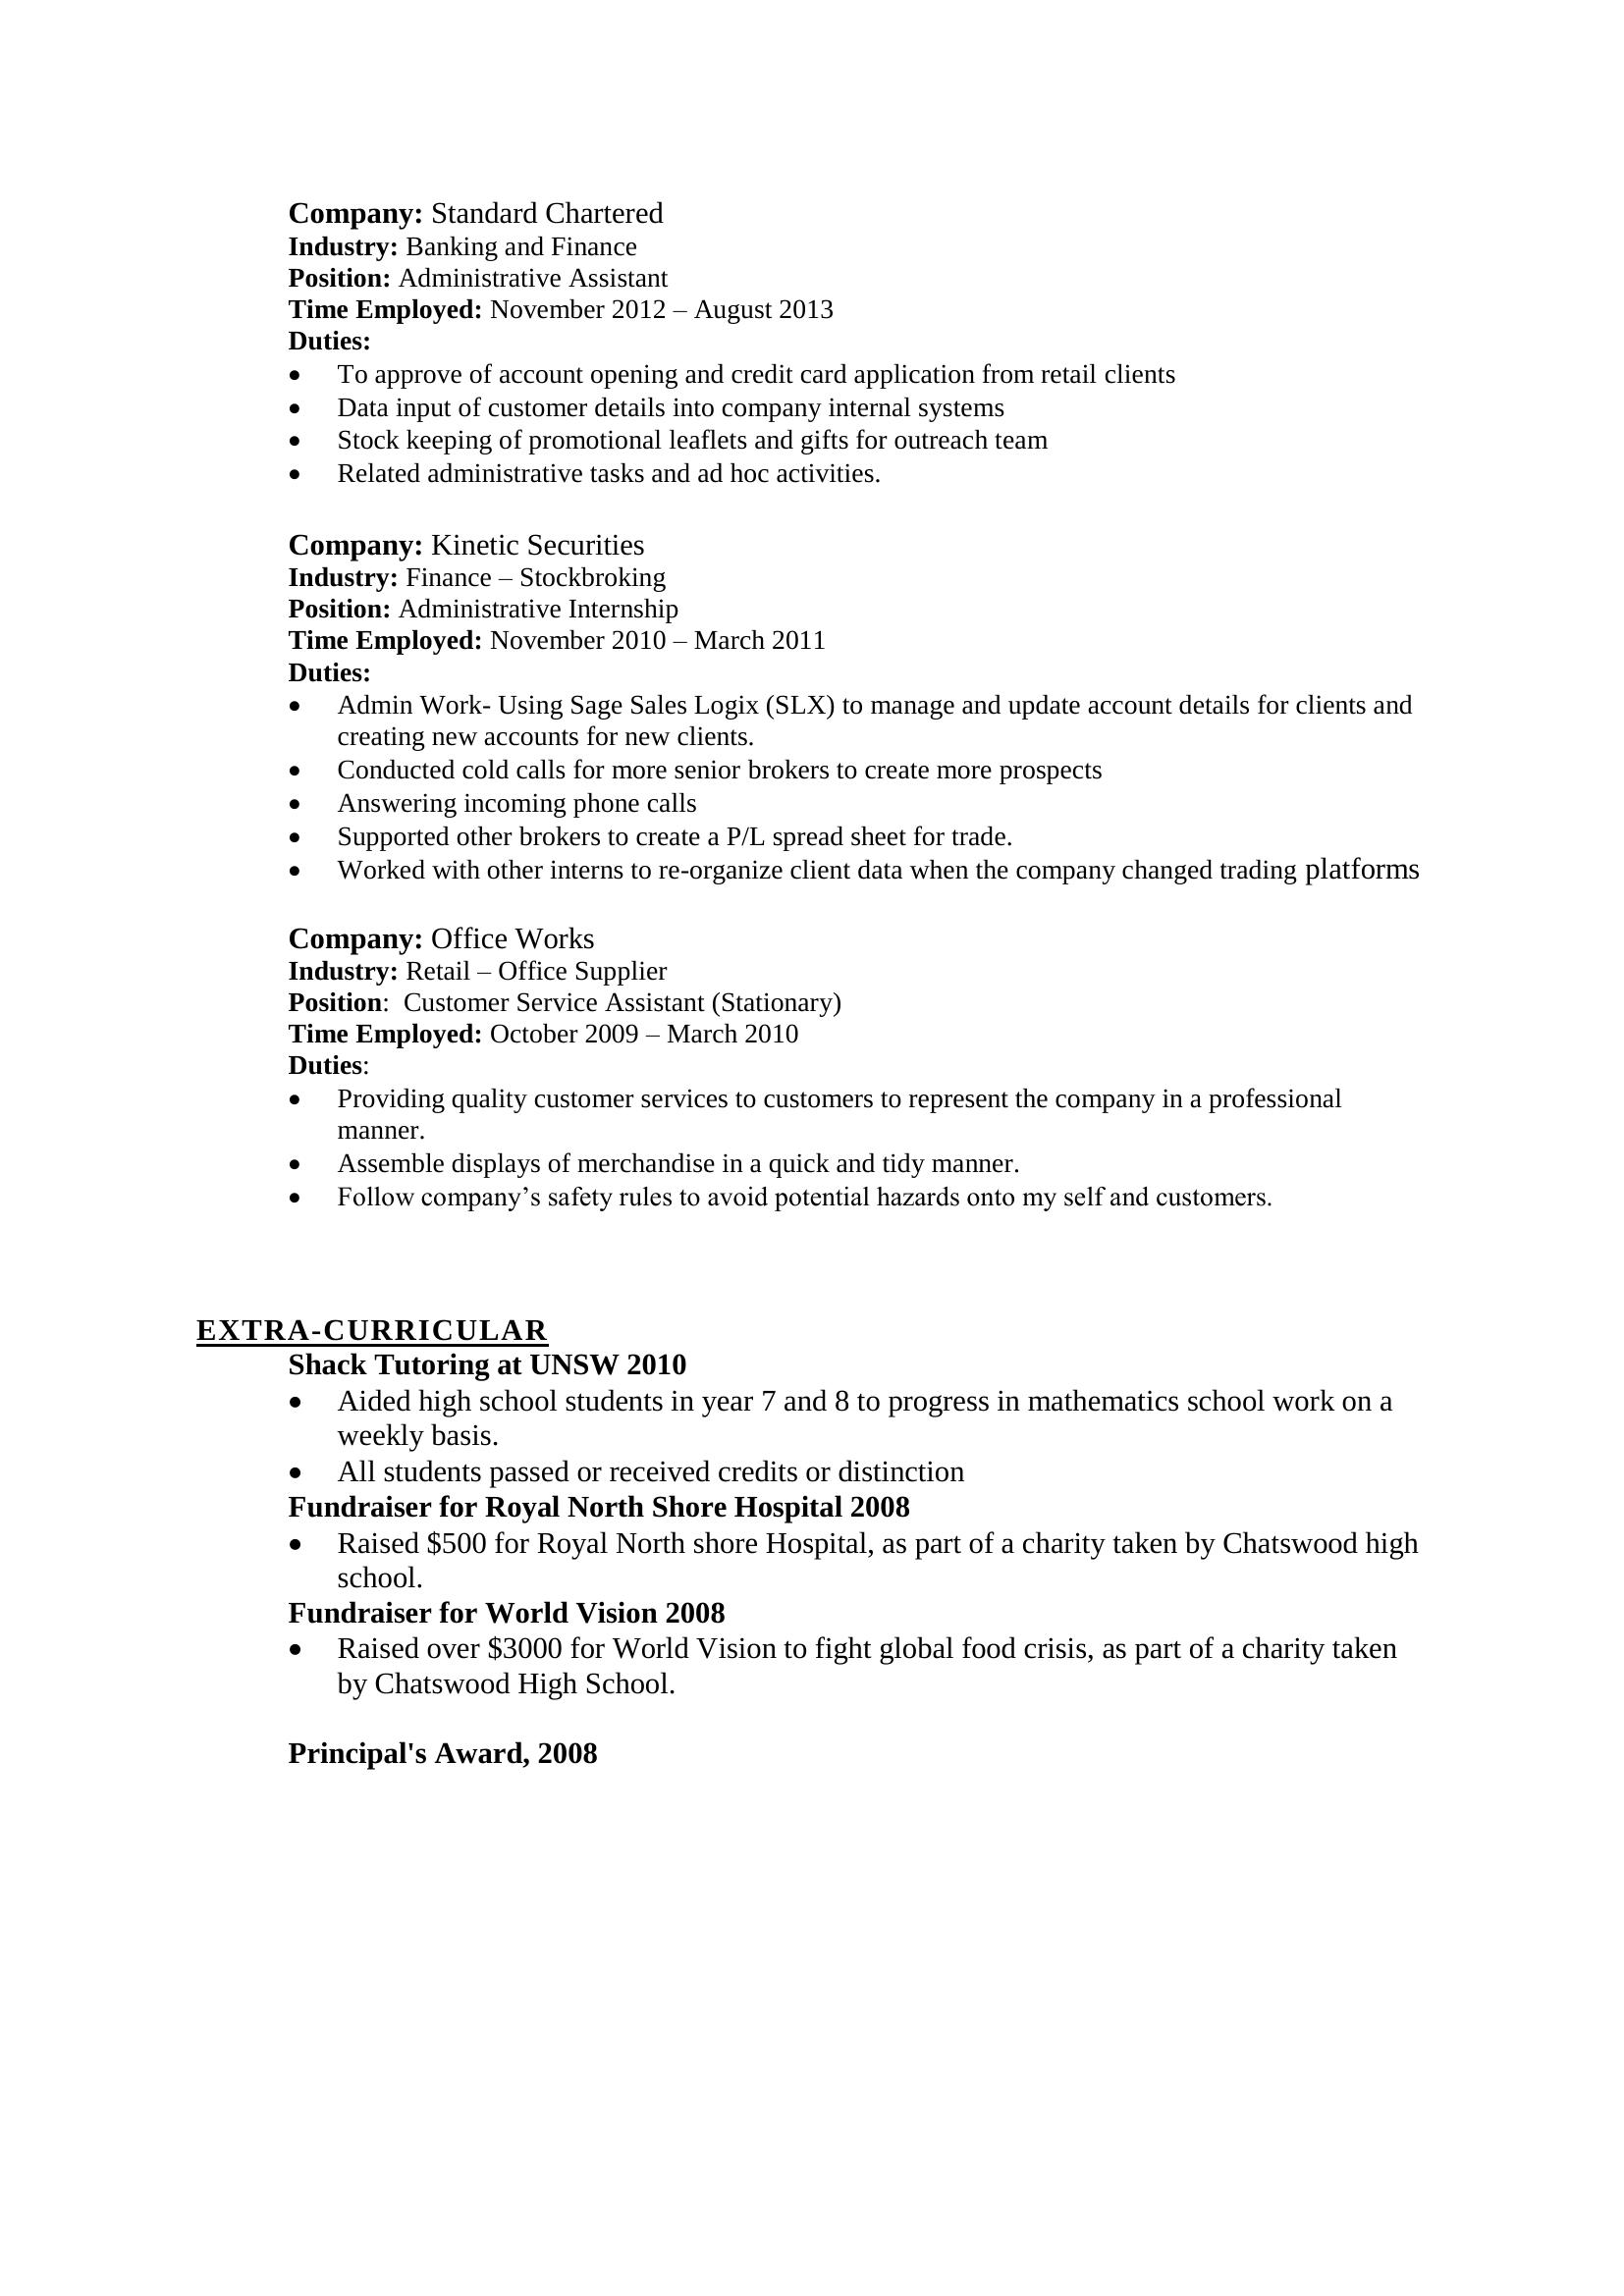 Company: Standard Chartered
Industry: Banking and Finance
Position: Administrative Assistant
Time Employed: November 2012 – August 2013
Duties:
• To approve of account opening and credit card application from retail clients
• Data input of customer details into company internal systems
• Stock keeping of promotional leaflets and gifts for outreach team
• Related administrative tasks and ad hoc activities.
Company: Kinetic Securities
Industry: Finance – Stockbroking
Position: Administrative Internship
Time Employed: November 2010 – March 2011
Duties:
• Admin Work- Using Sage Sales Logix (SLX) to manage and update account details for clients and
creating new accounts for new clients.
• Conducted cold calls for more senior brokers to create more prospects
• Answering incoming phone calls
• Supported other brokers to create a P/L spread sheet for trade.
• Worked with other interns to re-organize client data when the company changed trading platforms
Company: Office Works
Industry: Retail – Office Supplier
Position:  Customer Service Assistant (Stationary)
Time Employed: October 2009 – March 2010
Duties:
• Providing quality customer services to customers to represent the company in a professional
manner.
• Assemble displays of merchandise in a quick and tidy manner.
• Follow company’s safety rules to avoid potential hazards onto my self and customers.
EXTRA-CURRICULAR
Shack Tutoring at UNSW 2010
• Aided high school students in year 7 and 8 to progress in mathematics school work on a
weekly basis.
• All students passed or received credits or distinction
Fundraiser for Royal North Shore Hospital 2008
• Raised $500 for Royal North shore Hospital, as part of a charity taken by Chatswood high
school.
Fundraiser for World Vision 2008
• Raised over $3000 for World Vision to fight global food crisis, as part of a charity taken
by Chatswood High School.
Principal's Award, 2008